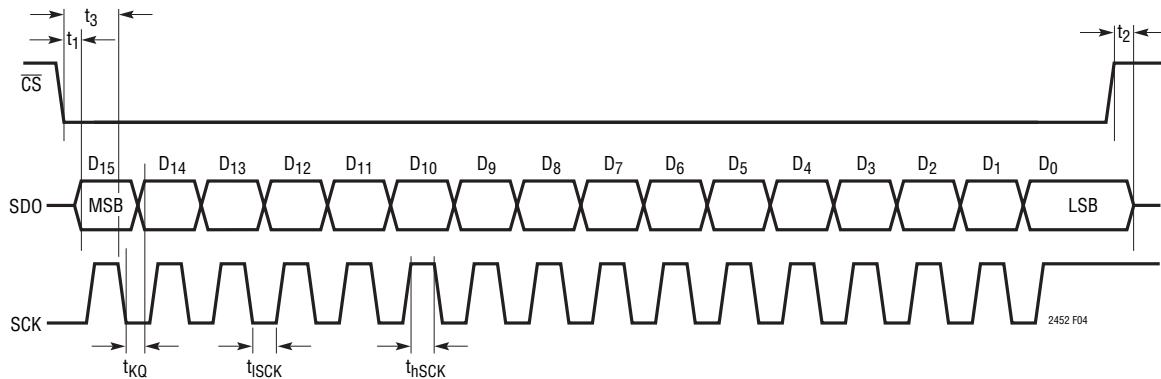 t3
t1
t2
CS
D15 D14 D13 D12 D11 D10 D9 D8 D7 D6 D5 D4 D3 D2 D1 D0
SDO MSB LSB
SCK
2452 F04
tKQ tlSCK thSCK